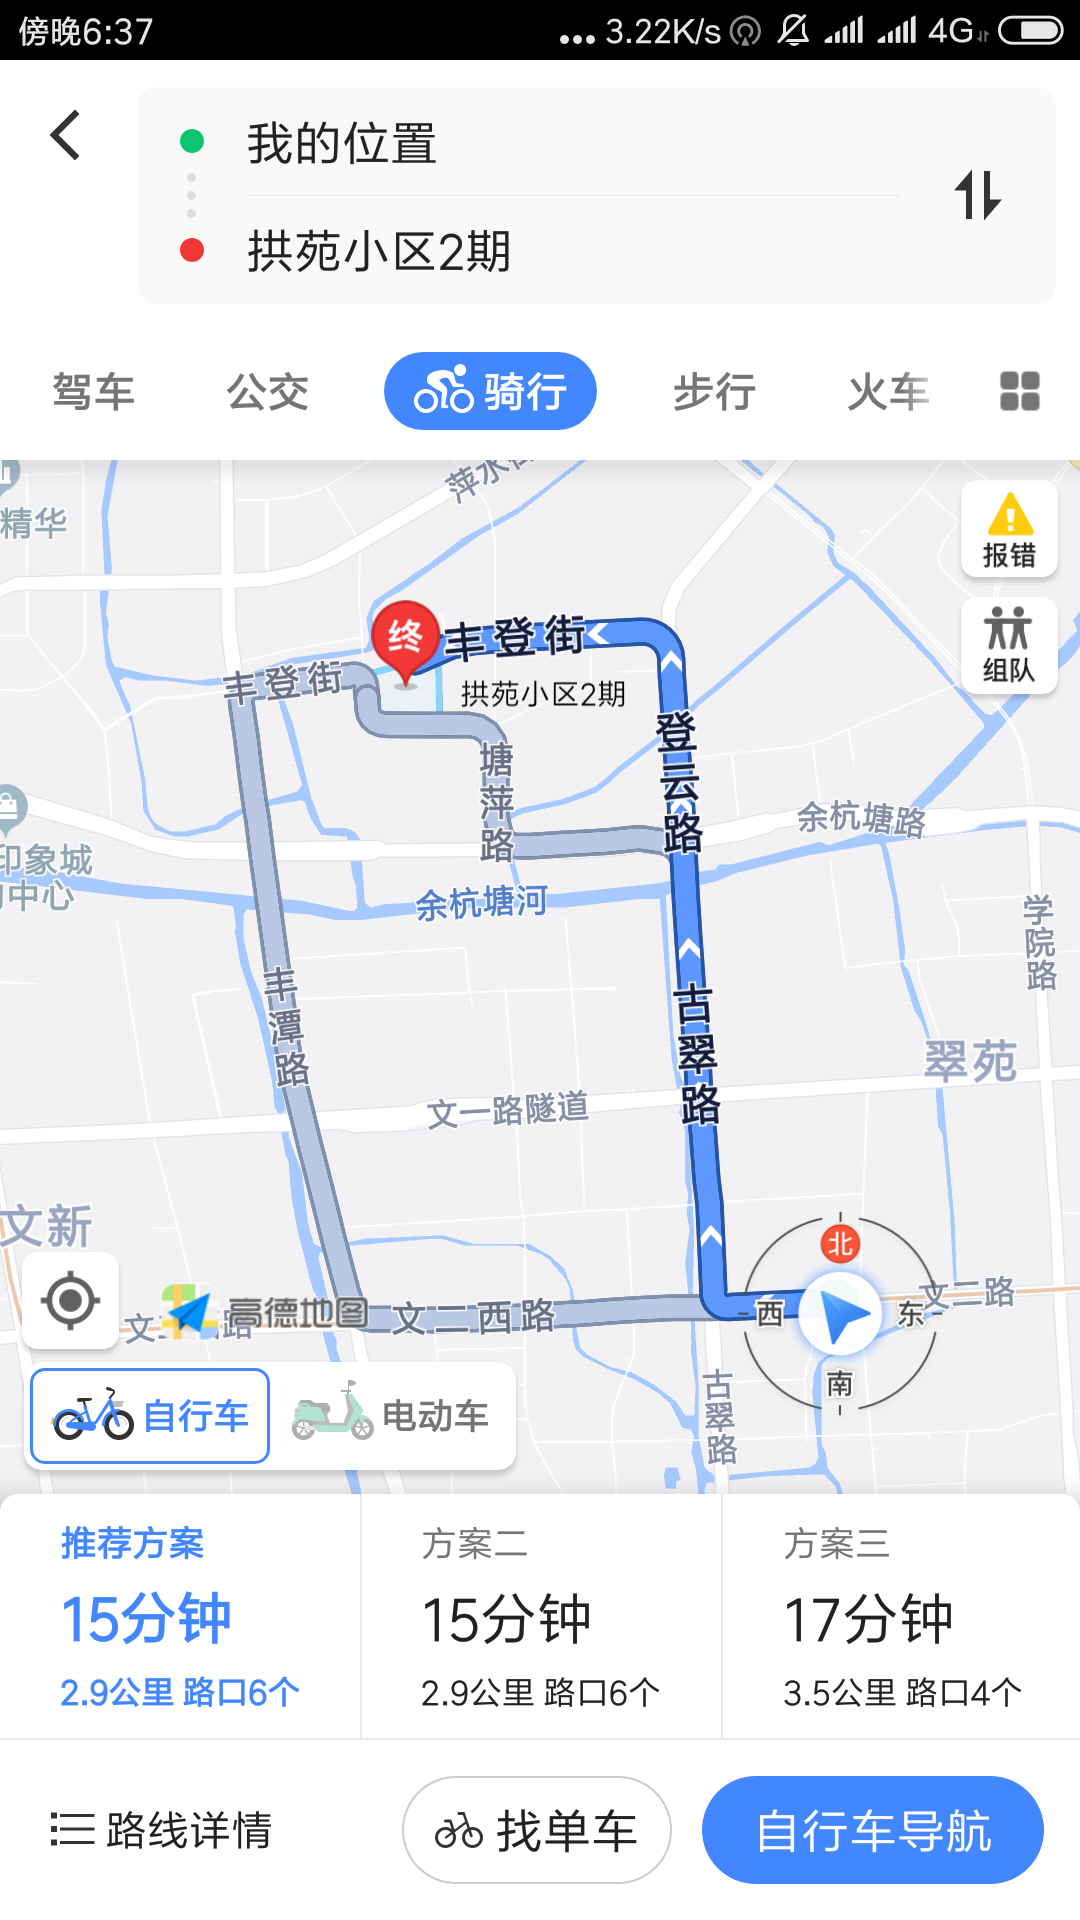 傍晚6:37
...3.22K/s
4G
我的位置
拱苑小区2期
驾车
公交
骑行
步行
火车
萍水街
精华
报错
组队
终
丰登街
丰登街
拱苑小区2期
登云路
塘萍路
余杭塘路
印象城
中心
余杭塘河
学院路
丰潭路
古翠路
翠苑
文一路隧道
文新
北
西
东
南
文二路
文二西路
高德地图
古翠路
自行车
电动车
推荐方案
15分钟
2.9公里 路口6个
方案二
15分钟
2.9公里 路口6个
方案三
17分钟
3.5公里 路口4个
路线详情
找单车
自行车导航